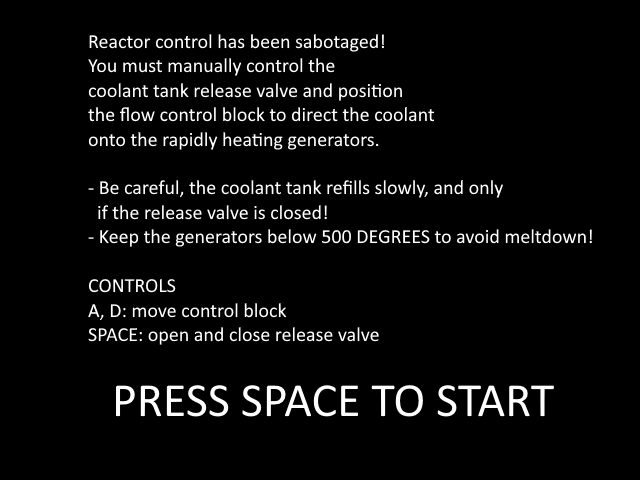 Reactor control has been sabotaged!
You must manually control the
coolant tank release valve and position
the flow control block to direct the coolant
onto the rapidly heating generators.
- Be careful, the coolant tank refills slowly, and only
if the release valve is closed!
- Keep the generators below 500 DEGREES to avoid meltdown!
CONTROLS
A, D: move control block
SPACE: open and close release valve
PRESS SPACE TO START